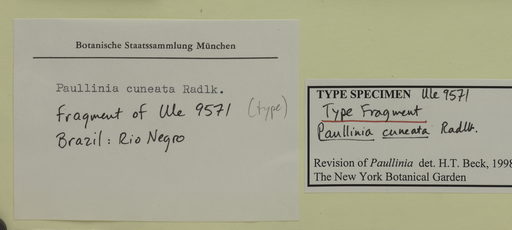 Botanische Staatssammlung München
Paullinia cuneata Radlk.
fragment of Ule 9571 (type)
Brazil: Rio Negro
TYPE SPECIMEN Ule 9571
Type Fragment
Paullinia cuneata Radlk.
Revision of Paullinia det. H.T. Beck, 1998
The New York Botanical Garden